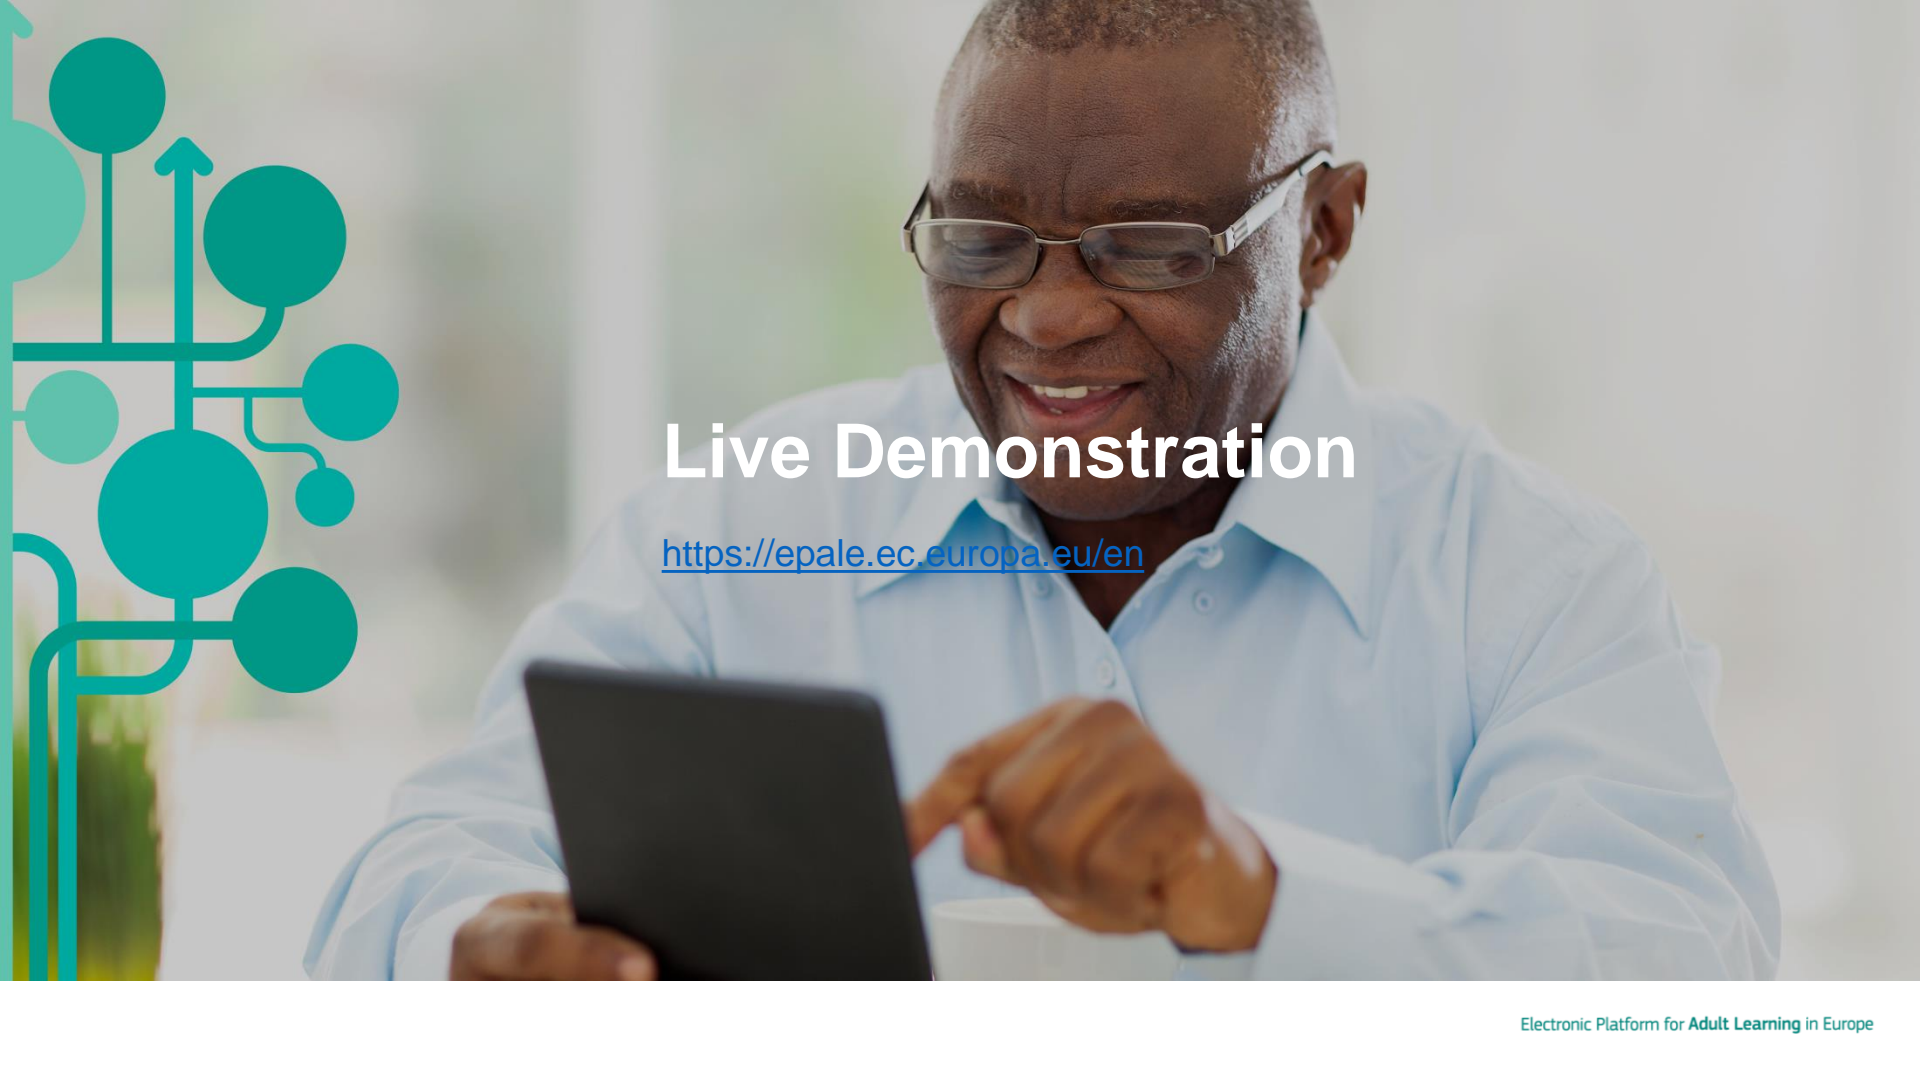 Live Demonstration
https://epale.ec.europa.eu/en
Electronic Platform for Adult Learning in Europe